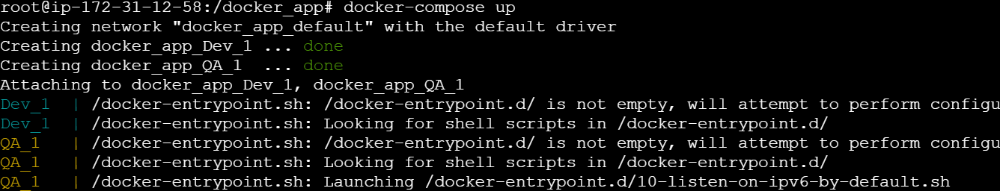 root@ip-172-31-12-58:/docker_app# docker-compose up
Creating network "docker_app_default" with the default driver
Creating docker_app_Dev_1 ... done
Creating docker_app_QA_1  ... done
Attaching to docker_app_Dev_1, docker_app_QA_1
Dev_1  | /docker-entrypoint.sh: /docker-entrypoint.d/ is not empty, will attempt to perform configu
Dev_1  | /docker-entrypoint.sh: Looking for shell scripts in /docker-entrypoint.d/
QA_1   | /docker-entrypoint.sh: /docker-entrypoint.d/ is not empty, will attempt to perform configu
QA_1   | /docker-entrypoint.sh: Looking for shell scripts in /docker-entrypoint.d/
QA_1   | /docker-entrypoint.sh: Launching /docker-entrypoint.d/10-listen-on-ipv6-by-default.sh